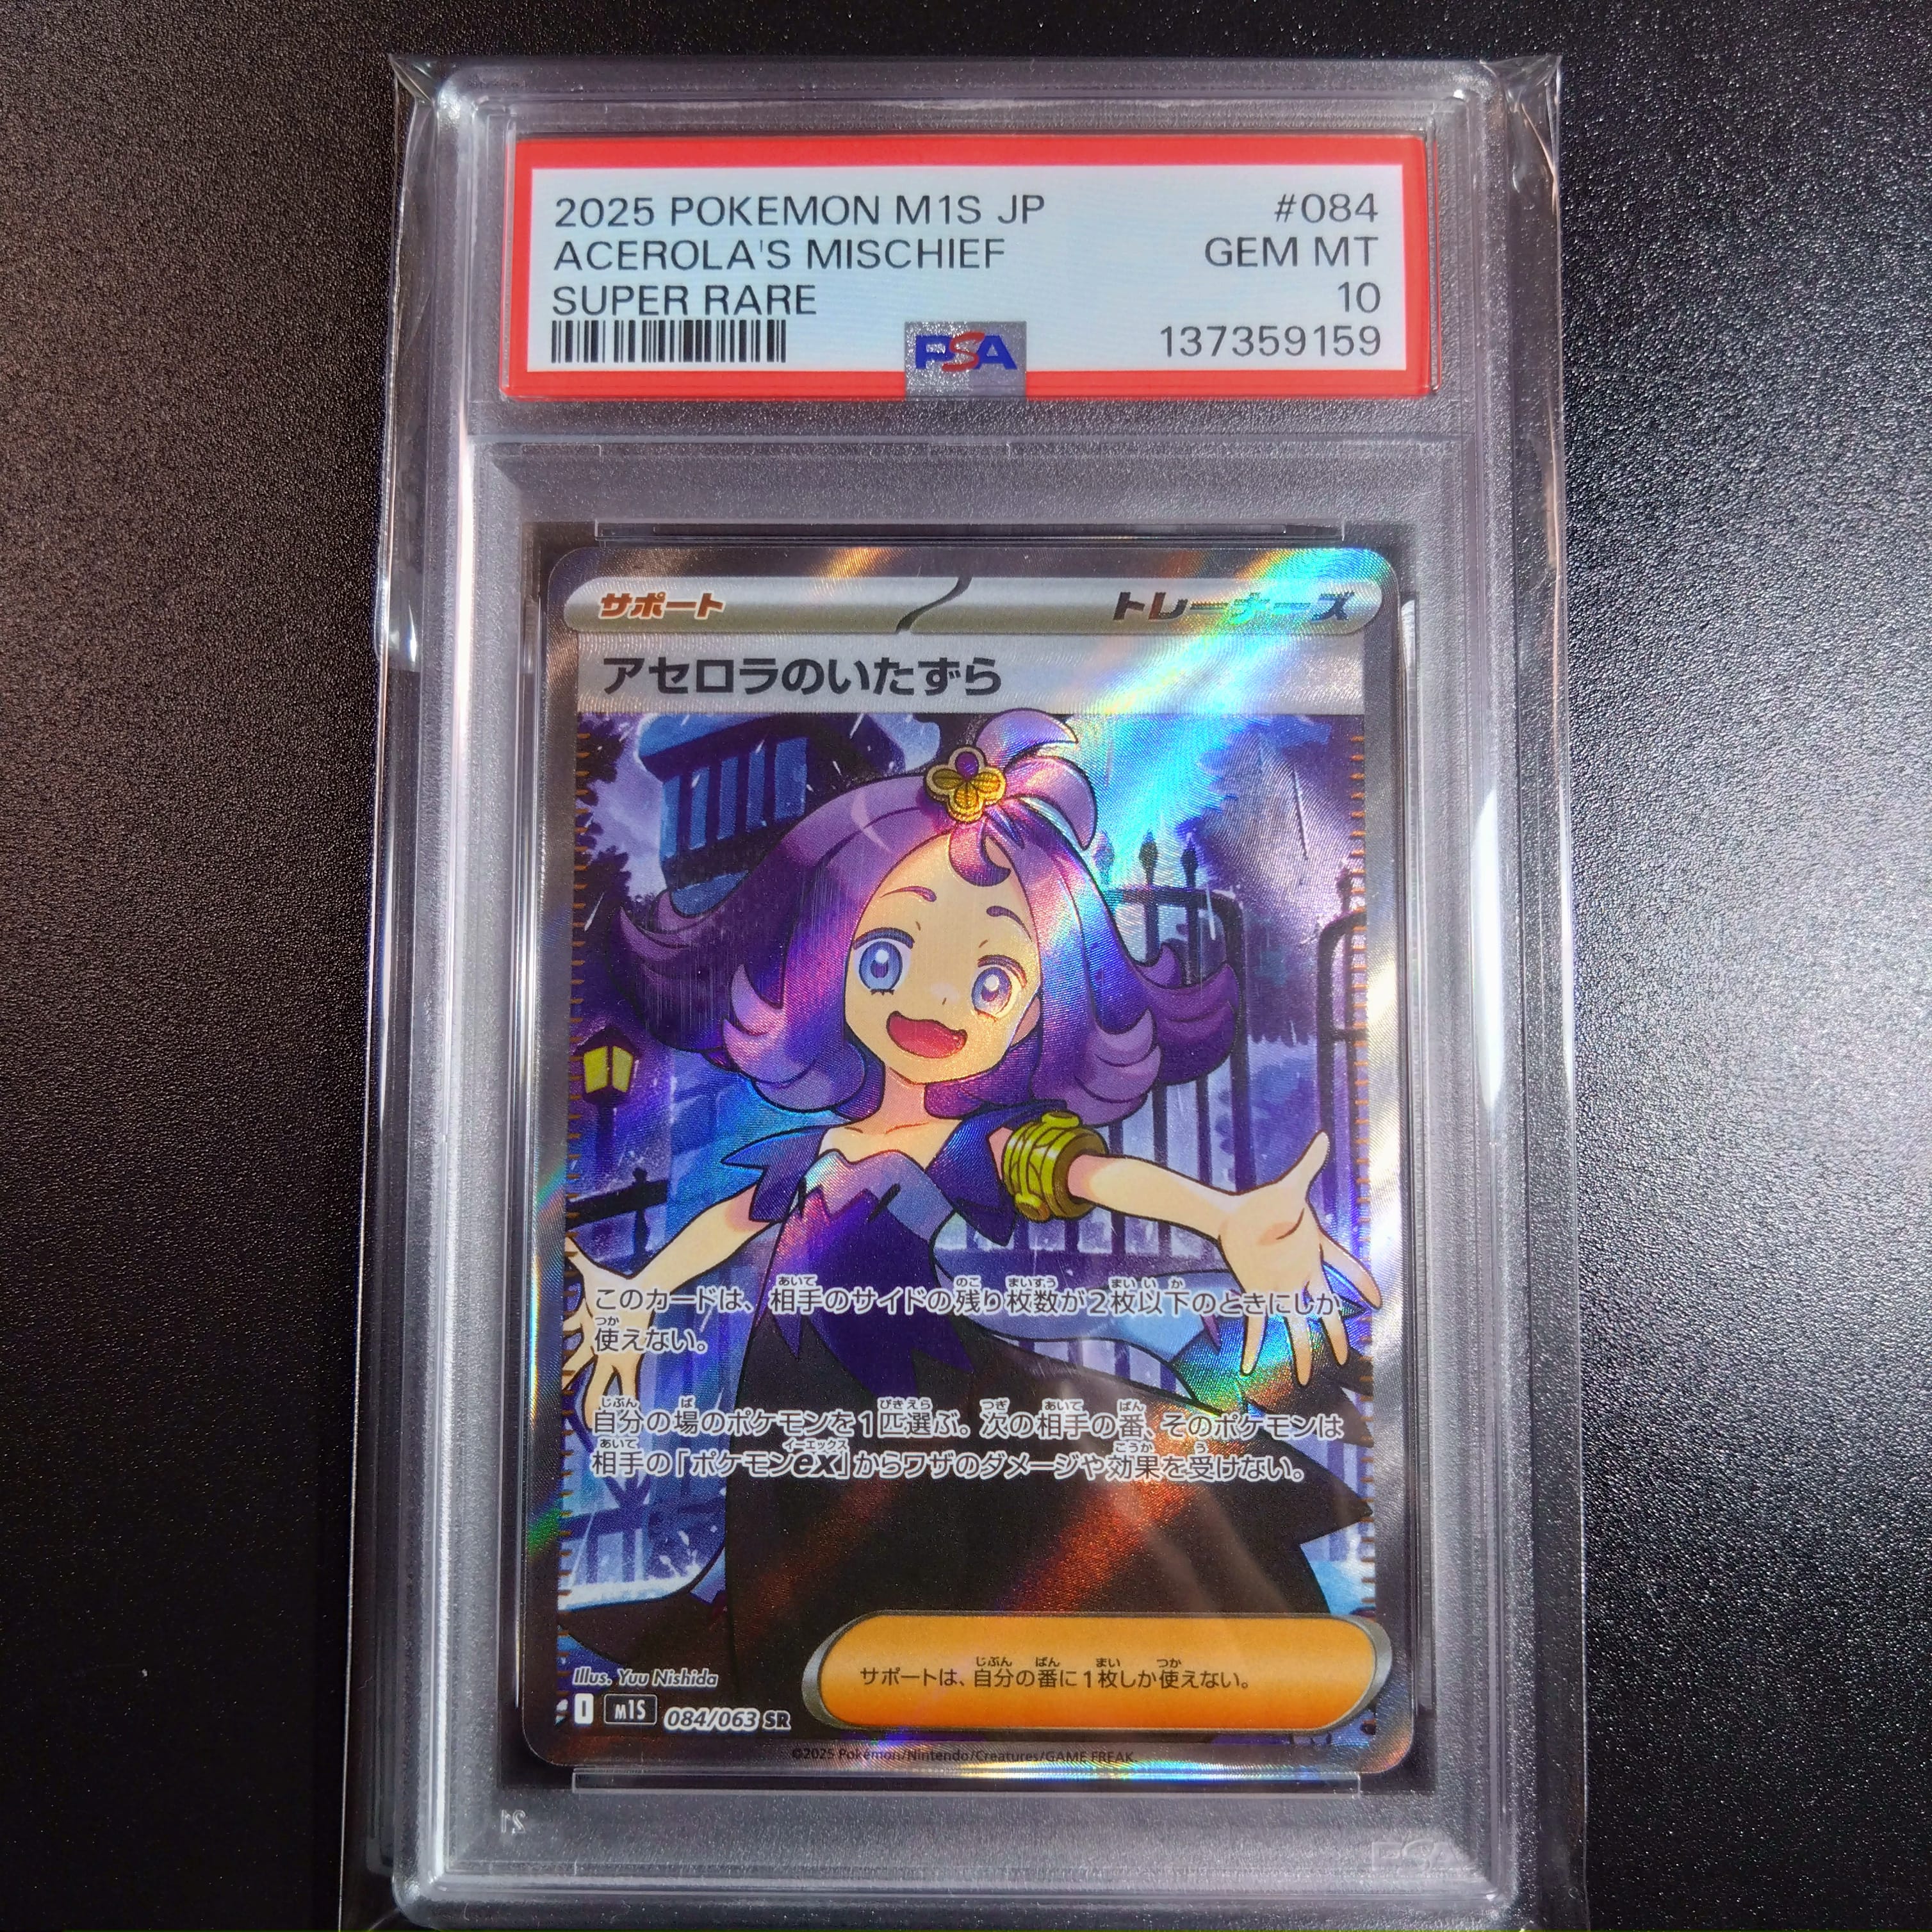 2025 POKEMON M1S JP #084
ACEROLA'S MISCHIEF GEM MT
SUPER RARE 10
PSA 137359159
サポート トレーナーズ
アセロラのいたずら
このカードは、相手のサイドの残り枚数が2枚以下のときにしか
使えない。
自分の場のポケモンを1匹選ぶ。次の相手の番、そのポケモンは
相手の「ポケモンex」からワザのダメージや効果を受けない。
サポートは、自分の番に1枚しか使えない。
Illus. Yuu Nishida
I M1S 084/063 SR
©2025 Pokémon/Nintendo/Creatures/GAME FREAK.
PSA